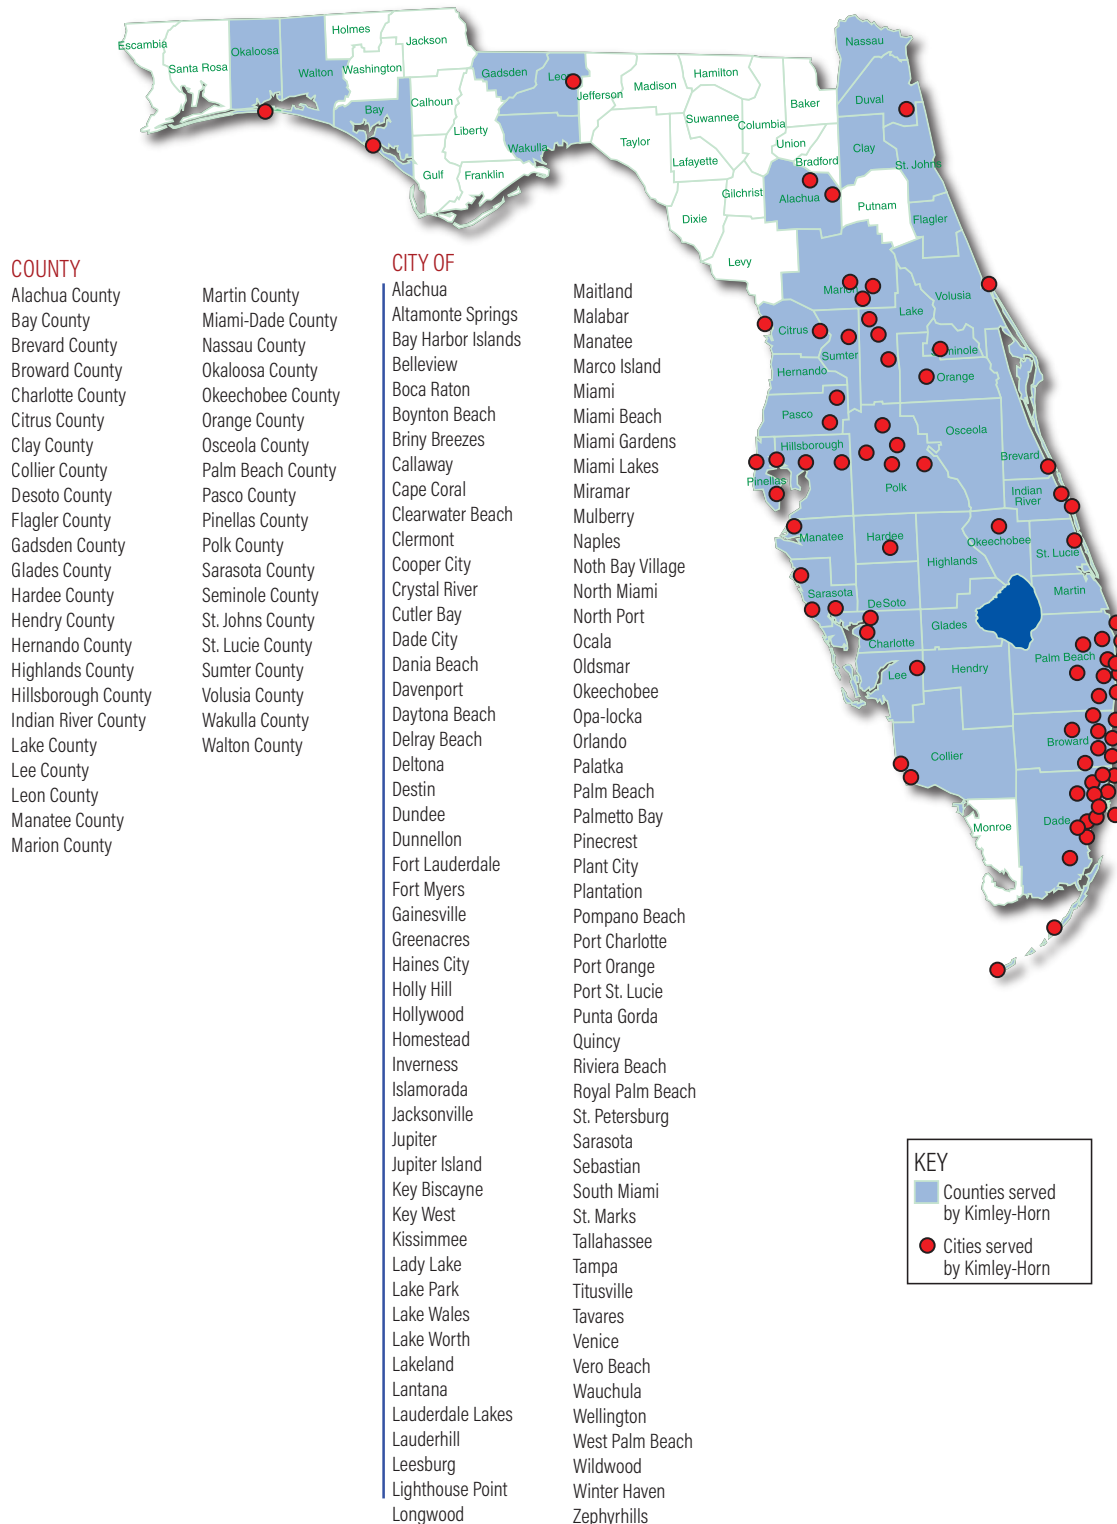 Escambia
Santa Rosa
Okaloosa
Holmes
Jackson
Walton
Washington
Bay
Calhoun
Gulf
Liberty
Franklin
Gadsden
Leon
Wakulla
Jefferson
Madison
Taylor
Hamilton
Suwannee
Lafayette
Columbia
Baker
Union
Bradford
Gilchrist
Dixie
Alachua
Levy
Nassau
Duval
Clay
St. Johns
Putnam
Flagler
Marion
Volusia
Lake
Citrus
Sumter
Seminole
Hernando
Orange
Pasco
Osceola
Hillsborough
Brevard
Pinellas
Polk
Indian
River
Manatee
Hardee
Okeechobee
St. Lucie
Highlands
Sarasota
DeSoto
Martin
Charlotte
Glades
Lee
Hendry
Palm Beach
Collier
Broward
Monroe
Dade
COUNTY
Alachua County
Bay County
Brevard County
Broward County
Charlotte County
Citrus County
Clay County
Collier County
Desoto County
Flagler County
Gadsden County
Glades County
Hardee County
Hendry County
Hernando County
Highlands County
Hillsborough County
Indian River County
Lake County
Lee County
Leon County
Manatee County
Marion County
Martin County
Miami-Dade County
Nassau County
Okaloosa County
Okeechobee County
Orange County
Osceola County
Palm Beach County
Pasco County
Pinellas County
Polk County
Sarasota County
Seminole County
St. Johns County
St. Lucie County
Sumter County
Volusia County
Wakulla County
Walton County
CITY OF
Alachua
Altamonte Springs
Bay Harbor Islands
Belleview
Boca Raton
Boynton Beach
Briny Breezes
Callaway
Cape Coral
Clearwater Beach
Clermont
Cooper City
Crystal River
Cutler Bay
Dade City
Dania Beach
Davenport
Daytona Beach
Delray Beach
Deltona
Destin
Dundee
Dunnellon
Fort Lauderdale
Fort Myers
Gainesville
Greenacres
Haines City
Holly Hill
Hollywood
Homestead
Inverness
Islamorada
Jacksonville
Jupiter
Jupiter Island
Key Biscayne
Key West
Kissimmee
Lady Lake
Lake Park
Lake Wales
Lake Worth
Lakeland
Lantana
Lauderdale Lakes
Lauderhill
Leesburg
Lighthouse Point
Longwood
Maitland
Malabar
Manatee
Marco Island
Miami
Miami Beach
Miami Gardens
Miami Lakes
Miramar
Mulberry
Naples
Noth Bay Village
North Miami
North Port
Ocala
Oldsmar
Okeechobee
Opa-locka
Orlando
Palatka
Palm Beach
Palmetto Bay
Pinecrest
Plant City
Plantation
Pompano Beach
Port Charlotte
Port Orange
Port St. Lucie
Punta Gorda
Quincy
Riviera Beach
Royal Palm Beach
St. Petersburg
Sarasota
Sebastian
South Miami
St. Marks
Tallahassee
Tampa
Titusville
Tavares
Venice
Vero Beach
Wauchula
Wellington
West Palm Beach
Wildwood
Winter Haven
Zephyrhills
KEY
Counties served
by Kimley-Horn
Cities served
by Kimley-Horn